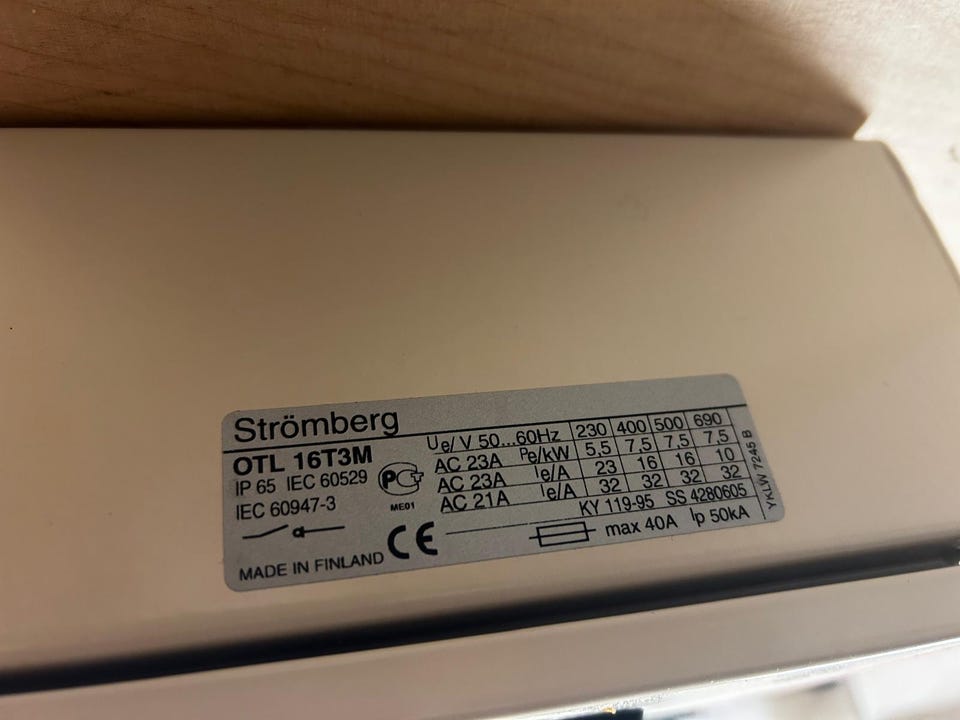 Strömberg
OTL 16T3M
IP 65 IEC 60529
IEC 60947-3
PCT
ME01
Ue/ V 50...60Hz 230 400 500 690
AC 23A Pe/kW 5,5 7,5 7,5 7,5
AC 23A Ie/A 23 16 16 10
AC 21A Ie/A 32 32 32 32
KY 119-95 SS 4280605
max 40A Ip 50kA
CE
MADE IN FINLAND
YKLW 7245 B